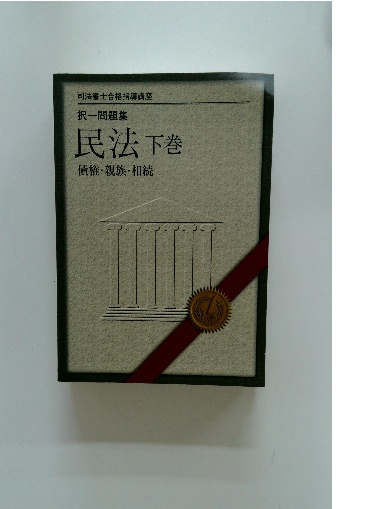 司法書士合格指導講座
択一問題集
民法 下巻
債権・親族・相続